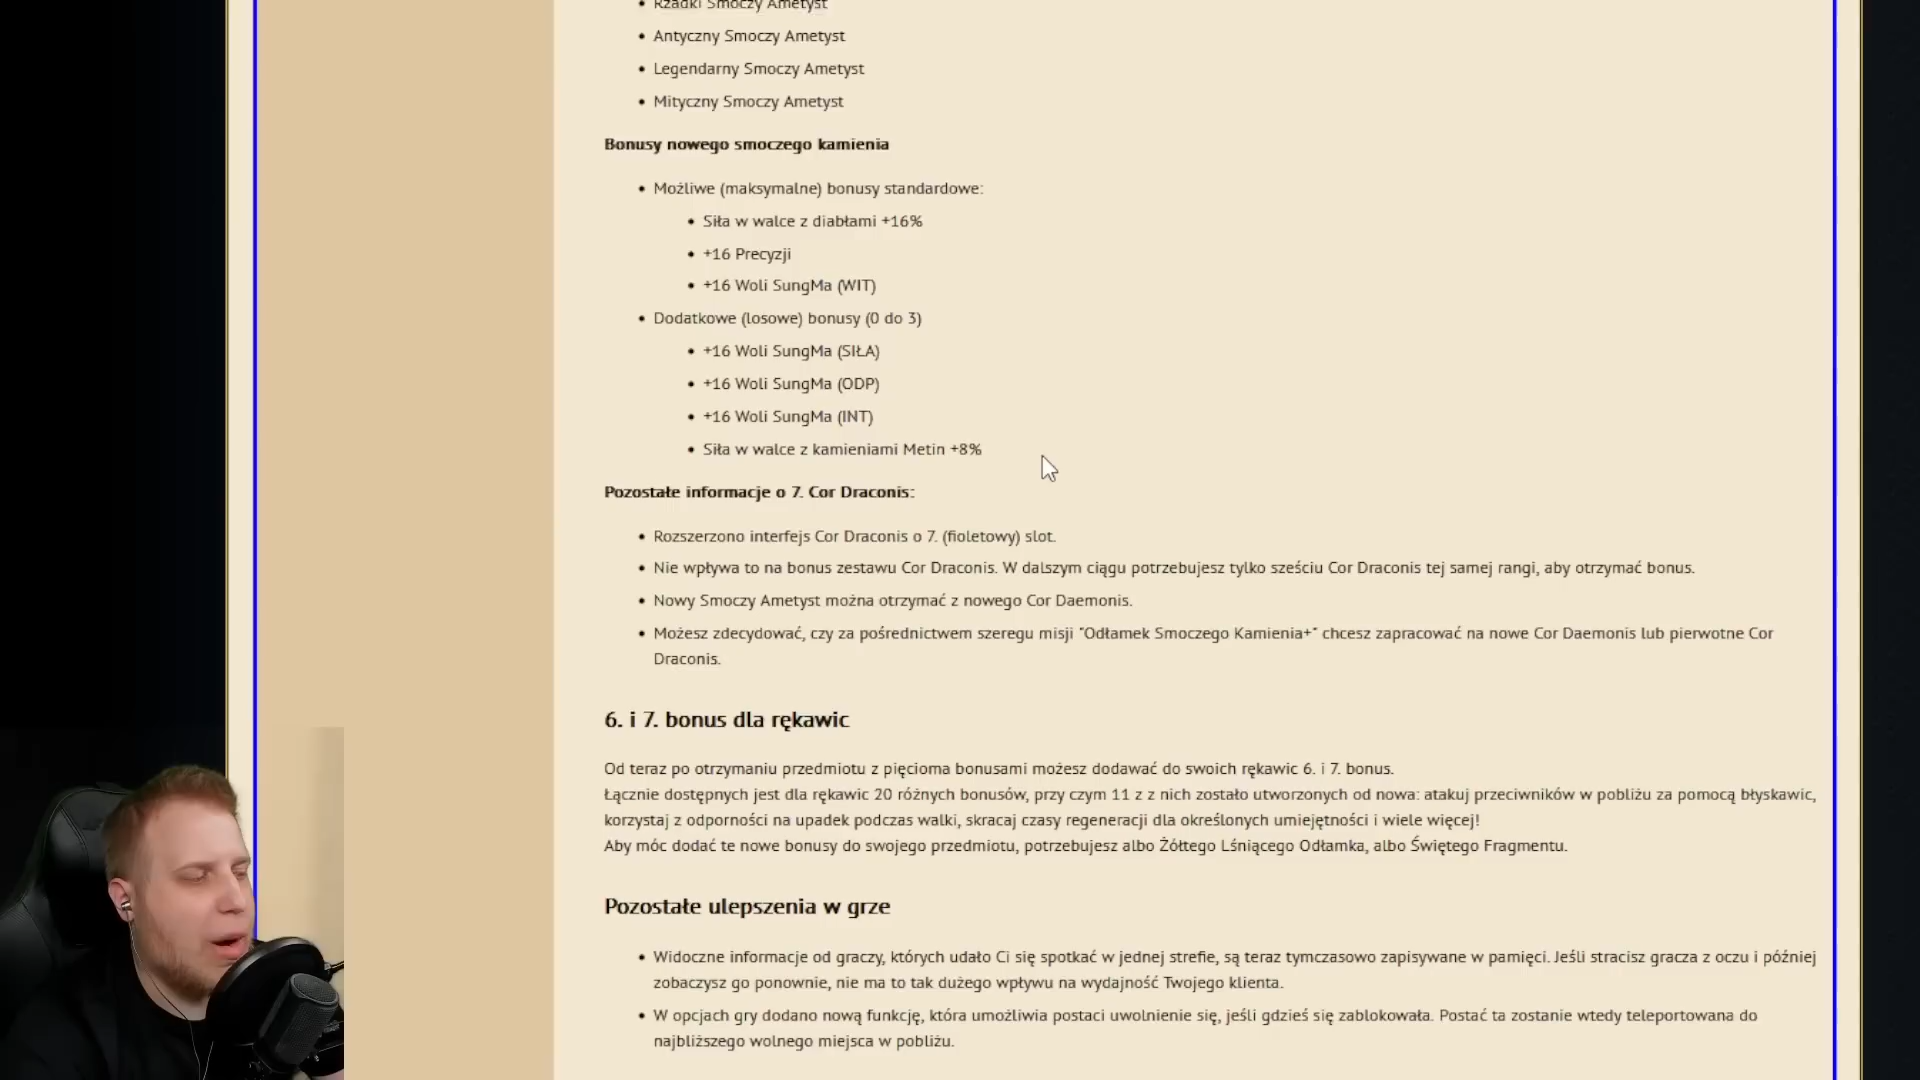 Rzadki Smoczy Ametyst
Antyczny Smoczy Ametyst
Legendarny Smoczy Ametyst
Mityczny Smoczy Ametyst
Bonusy nowego smoczego kamienia
Możliwe (maksymalne) bonusy standardowe:
Siła w walce z diabłami +16%
+16 Precyzji
+16 Woli SungMa (WIT)
Dodatkowe (losowe) bonusy (0 do 3)
+16 Woli SungMa (SIŁA)
+16 Woli SungMa (ODP)
+16 Woli SungMa (INT)
Siła w walce z kamieniami Metin +8%
Pozostałe informacje o 7. Cor Draconis:
Rozszerzono interfejs Cor Draconis o 7. (fioletowy) slot.
Nie wpływa to na bonus zestawu Cor Draconis. W dalszym ciągu potrzebujesz tylko sześciu Cor Draconis tej samej rangi, aby otrzymać bonus.
Nowy Smoczy Ametyst można otrzymać z nowego Cor Daemonis.
Możesz zdecydować, czy za pośrednictwem szeregu misji "Odłamek Smoczego Kamienia+" chcesz zapracować na nowe Cor Daemonis lub pierwotne Cor
Draconis.
6. i 7. bonus dla rękawic
Od teraz po otrzymaniu przedmiotu z pięcioma bonusami możesz dodawać do swoich rękawic 6. i 7. bonus.
Łącznie dostępnych jest dla rękawic 20 różnych bonusów, przy czym 11 z z nich zostało utworzonych od nowa: atakuj przeciwników w pobliżu za pomocą błyskawic,
korzystaj z odporności na upadek podczas walki, skracaj czasy regeneracji dla określonych umiejętności i wiele więcej!
Aby móc dodać te nowe bonusy do swojego przedmiotu, potrzebujesz albo Żółtego Lśniącego Odłamka, albo Świętego Fragmentu.
Pozostałe ulepszenia w grze
Widoczne informacje od graczy, których udało Ci się spotkać w jednej strefie, są teraz tymczasowo zapisywane w pamięci. Jeśli stracisz gracza z oczu i później
zobaczysz go ponownie, nie ma to tak dużego wpływu na wydajność Twojego klienta.
W opcjach gry dodano nową funkcję, która umożliwia postaci uwolnienie się, jeśli gdzieś się zablokowała. Postać ta zostanie wtedy teleportowana do
najbliższego wolnego miejsca w pobliżu.